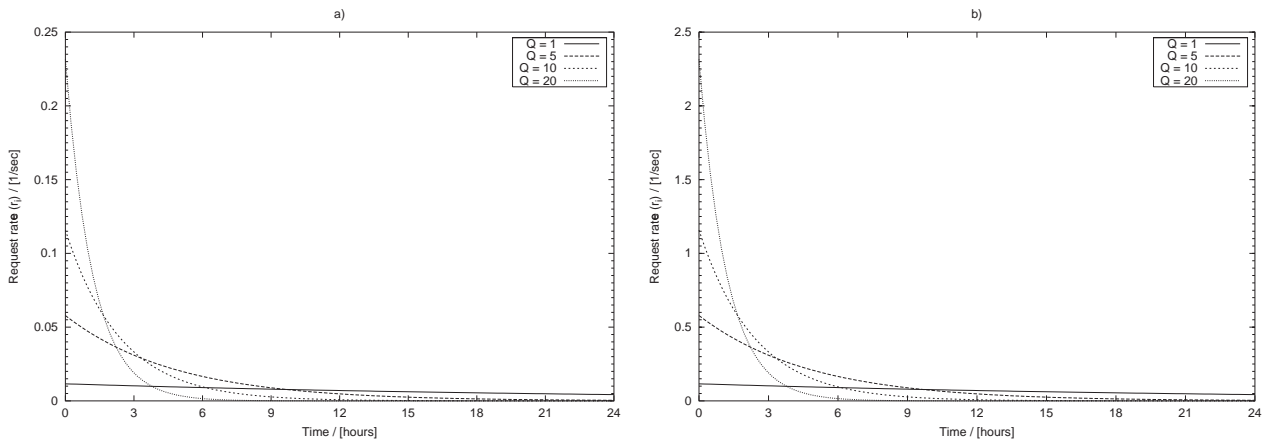 a)
Request rate (ri) / [1/sec]
0.25
0.2
0.15
0.1
0.05
0
Q = 1
Q = 5
Q = 10
Q = 20
0 3 6 9 12 15 18 21 24
Time / [hours]
b)
Request rate (ri) / [1/sec]
2.5
2
1.5
1
0.5
0
Q = 1
Q = 5
Q = 10
Q = 20
0 3 6 9 12 15 18 21 24
Time / [hours]